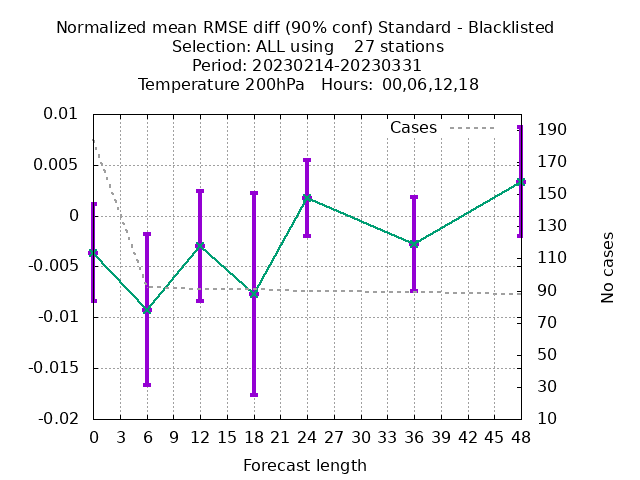 Normalized mean RMSE diff (90% conf) Standard - Blacklisted
Selection: ALL using    27 stations
Period: 20230214-20230331
Temperature 200hPa   Hours:  00,06,12,18
Cases
0.01
0.005
0
-0.005
-0.01
-0.015
-0.02
190
170
150
130
110
90
70
50
30
10
No cases
0 3 6 9 12 15 18 21 24 27 30 33 36 39 42 45 48
Forecast length